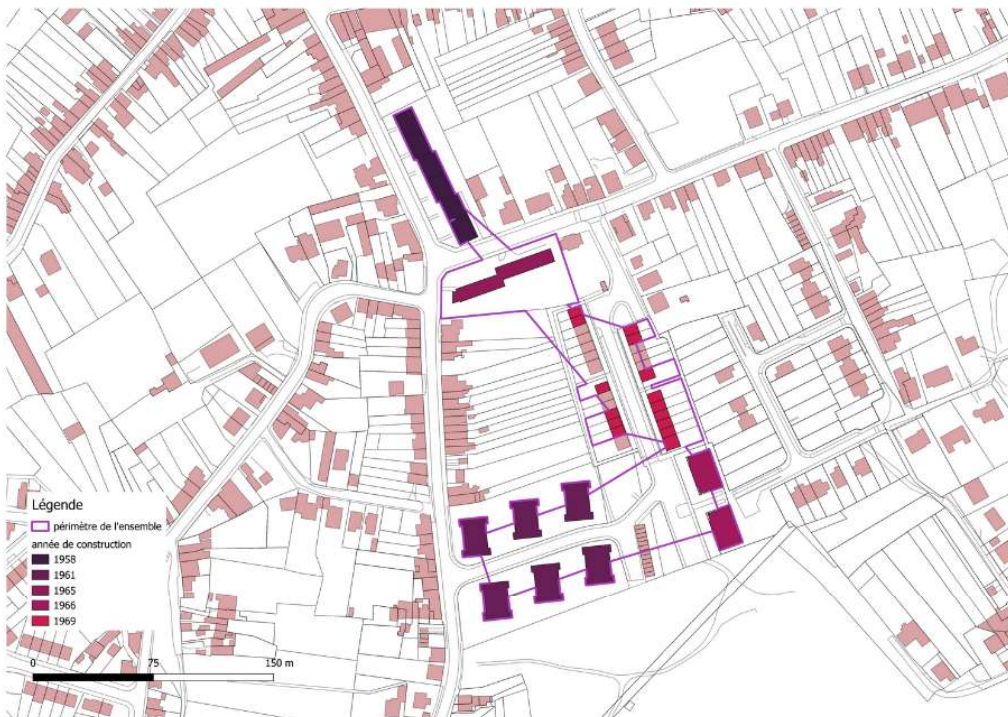 Légende
périmètre de l'ensemble
année de construction
1958
1961
1965
1966
1969
0 75 150 m